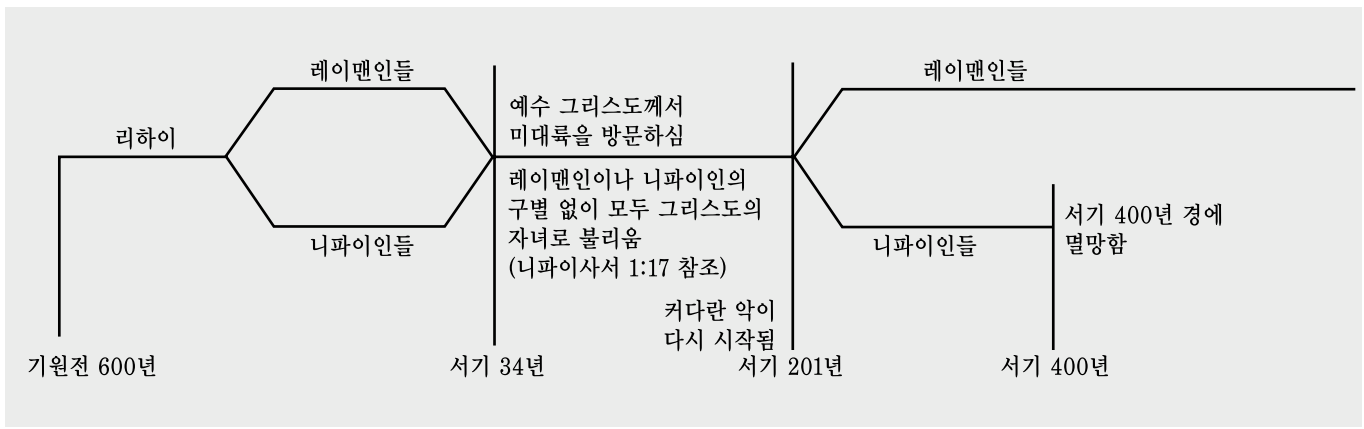 리하이
레이맨인들
니파이인들
예수 그리스도께서
미대륙을 방문하심
레이맨인이나 니파이인의
구별 없이 모두 그리스도의
자녀로 불리움
(니파이사서 1:17 참조)
커다란 악이
다시 시작됨
레이맨인들
니파이인들
서기 400년 경에
멸망함
기원전 600년
서기 34년
서기 201년
서기 400년